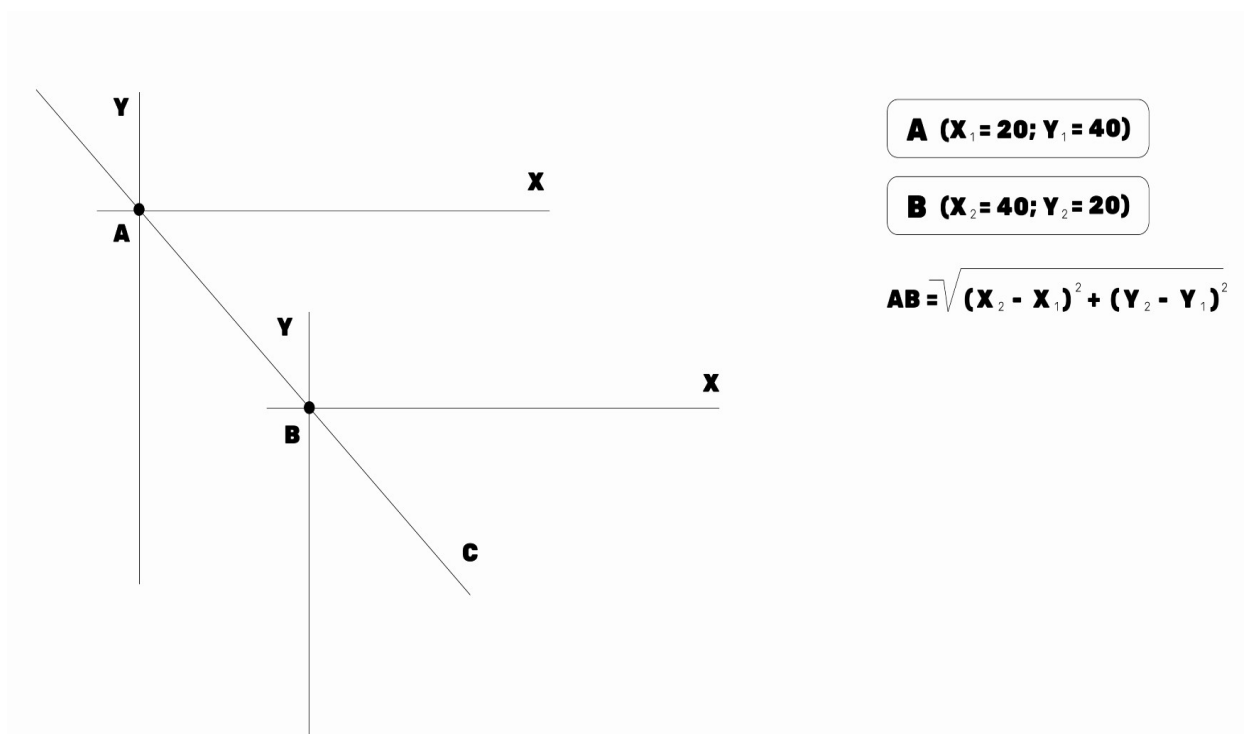 Y
X
A
Y
X
B
C
A (X₁ = 20; Y₁ = 40)
B (X₂ = 40; Y₂ = 20)
AB = √(X₂ - X₁)² + (Y₂ - Y₁)²